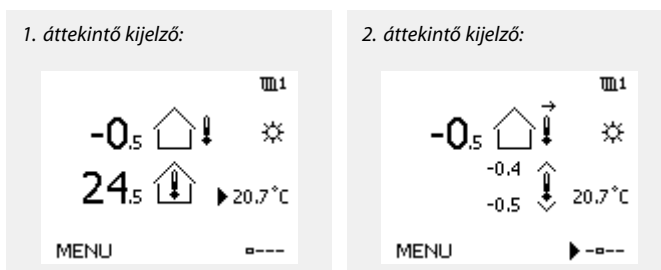 1. áttekintő kijelző:
1
-0.5
24.5
20.7°C
MENU
2. áttekintő kijelző:
1
-0.5
-0.4
-0.5
20.7°C
MENU